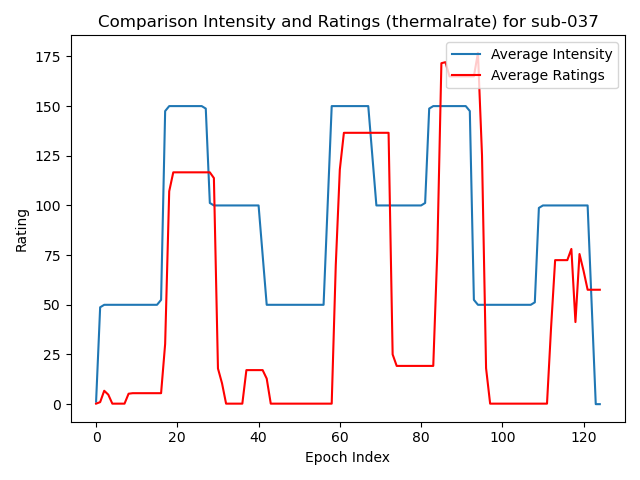 Comparison Intensity and Ratings (thermalrate) for sub-037
Average Intensity
Average Ratings
Rating
175
150
125
100
75
50
25
0
0 20 40 60 80 100 120
Epoch Index